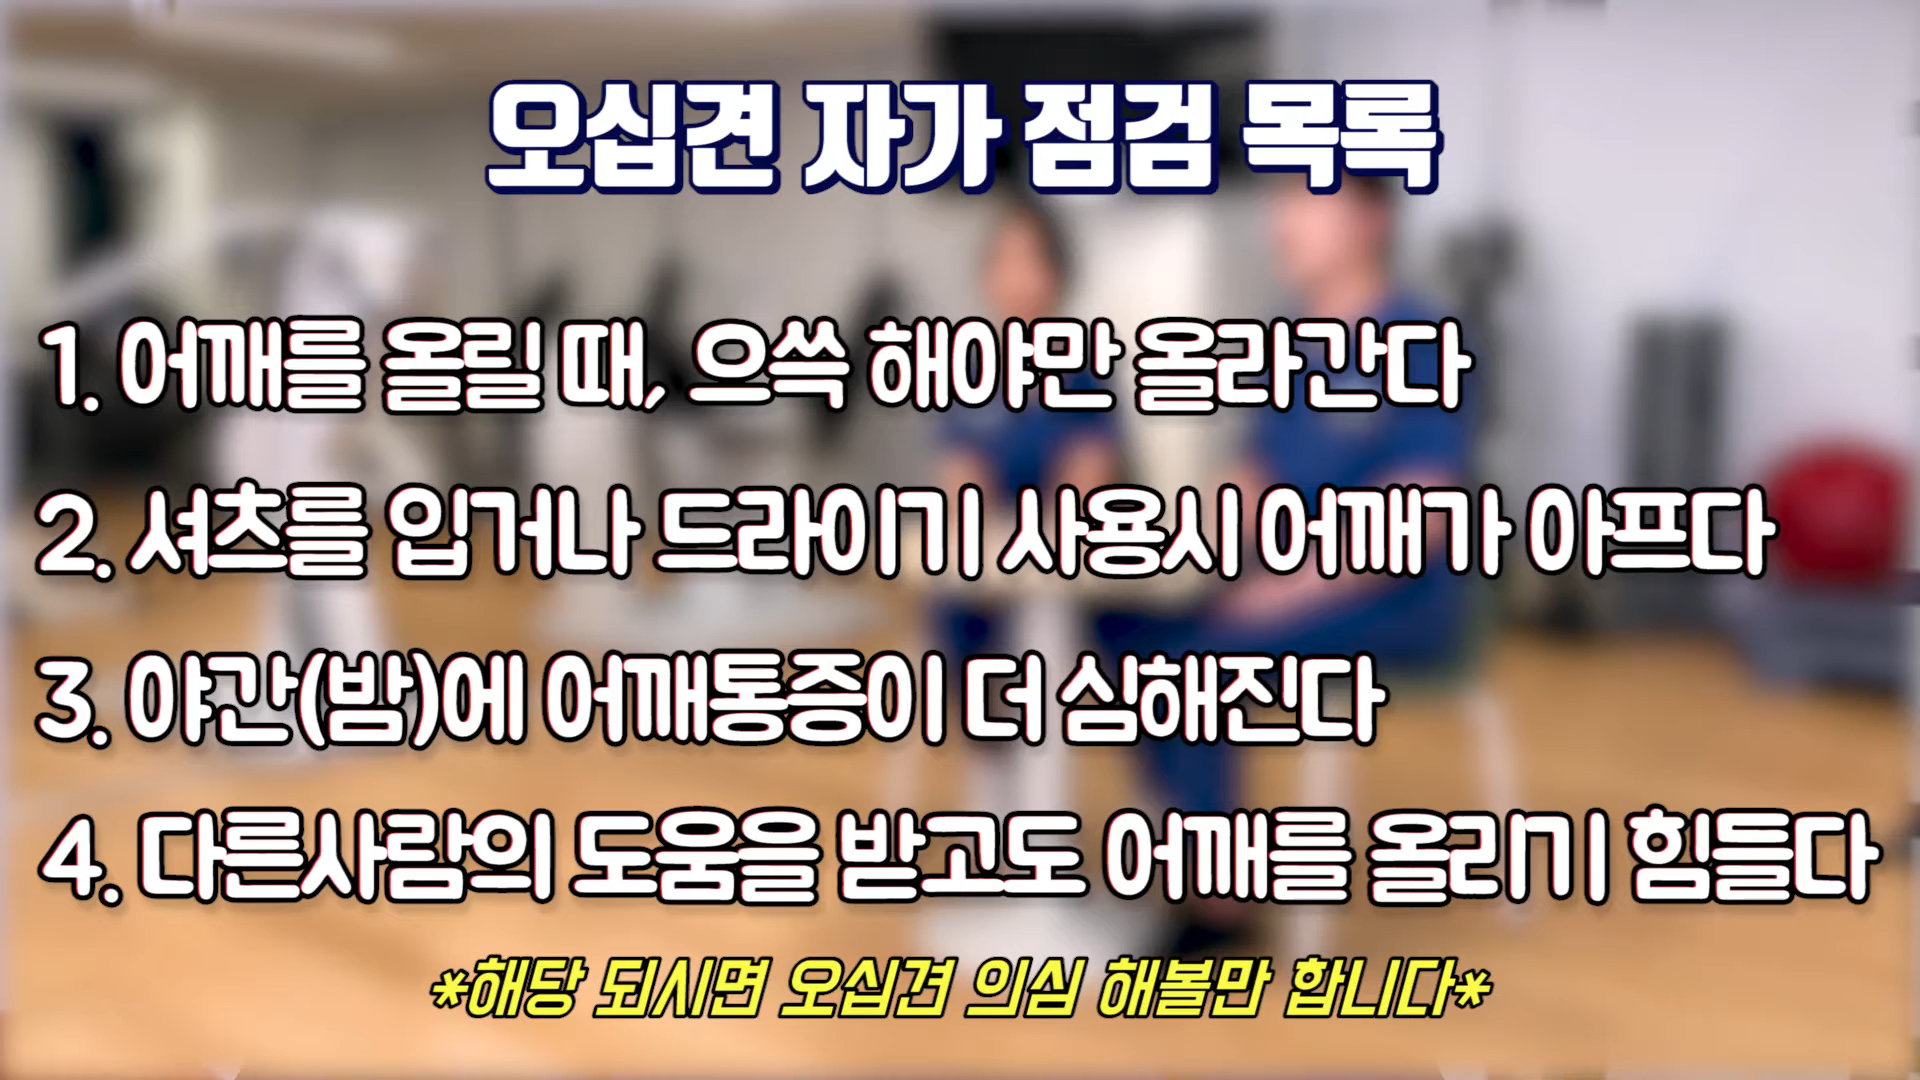 오십견 자가 점검 목록
1. 어깨를 올릴 때, 으쓱 해야만 올라간다
2. 셔츠를 입거나 드라이기 사용시 어깨가 아프다
3. 야간(밤)에 어깨통증이 더 심해진다
4. 다른사람의 도움을 받고도 어깨를 올리기 힘들다
*해당 되시면 오십견 의심 해볼만 합니다*